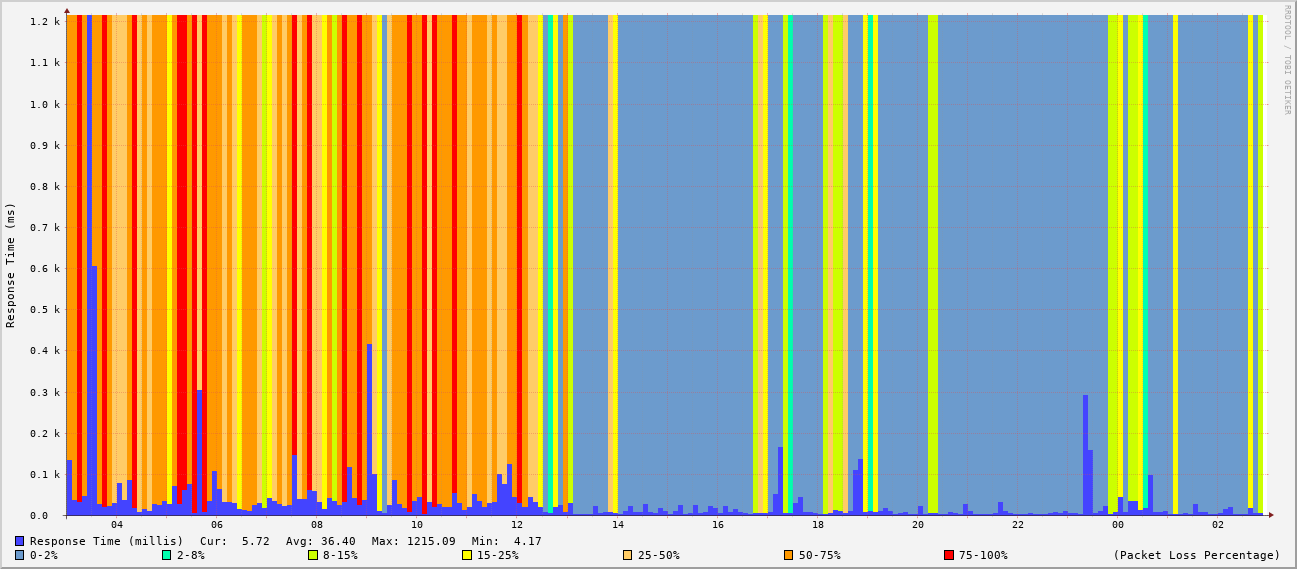 RRDTOOL / TOBI OETIKER
Response Time (ms)
1.2 k
1.1 k
1.0 k
0.9 k
0.8 k
0.7 k
0.6 k
0.5 k
0.4 k
0.3 k
0.2 k
0.1 k
0.0
04 06 08 10 12 14 16 18 20 22 00 02
Response Time (millis) Cur: 5.72 Avg: 36.40 Max: 1215.09 Min: 4.17
0-2% 2-8% 8-15% 15-25% 25-50% 50-75% 75-100% (Packet Loss Percentage)